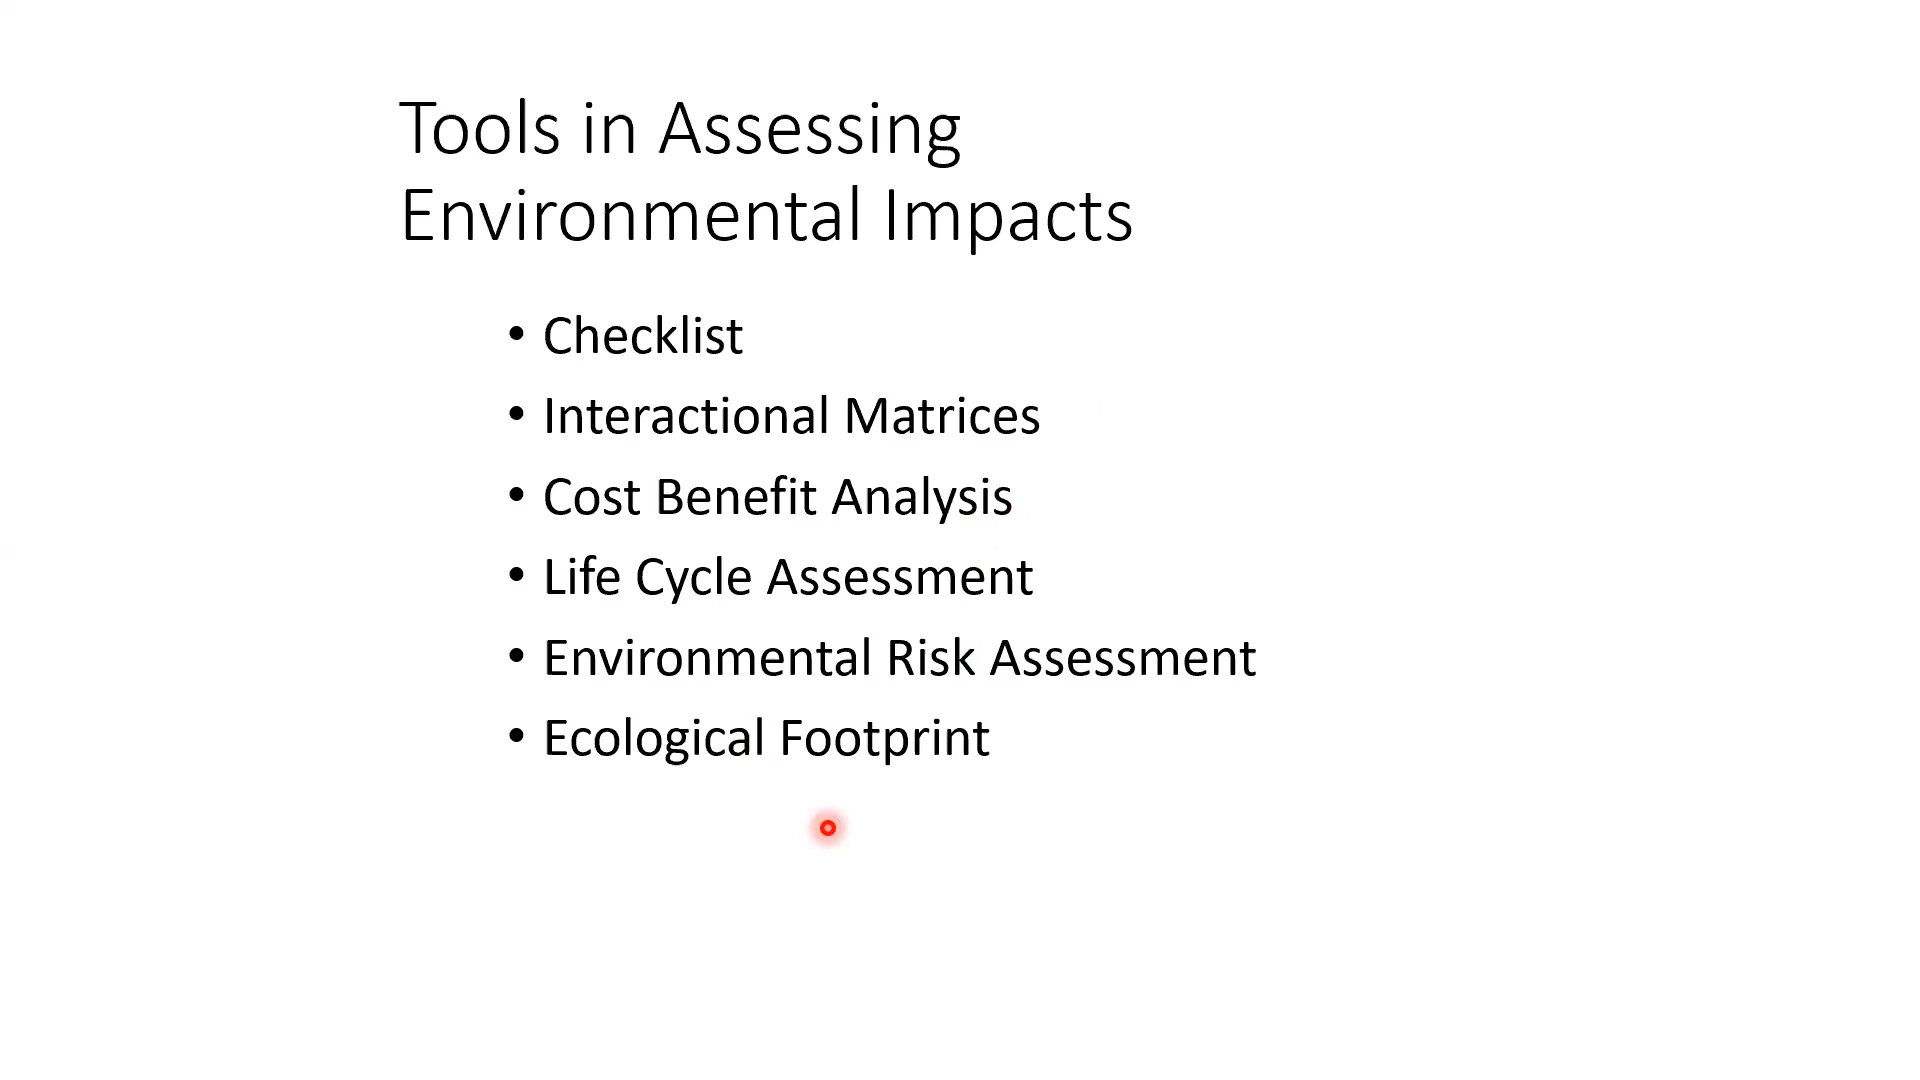 Tools in Assessing
Environmental Impacts
• Checklist
• Interactional Matrices
• Cost Benefit Analysis
• Life Cycle Assessment
• Environmental Risk Assessment
• Ecological Footprint